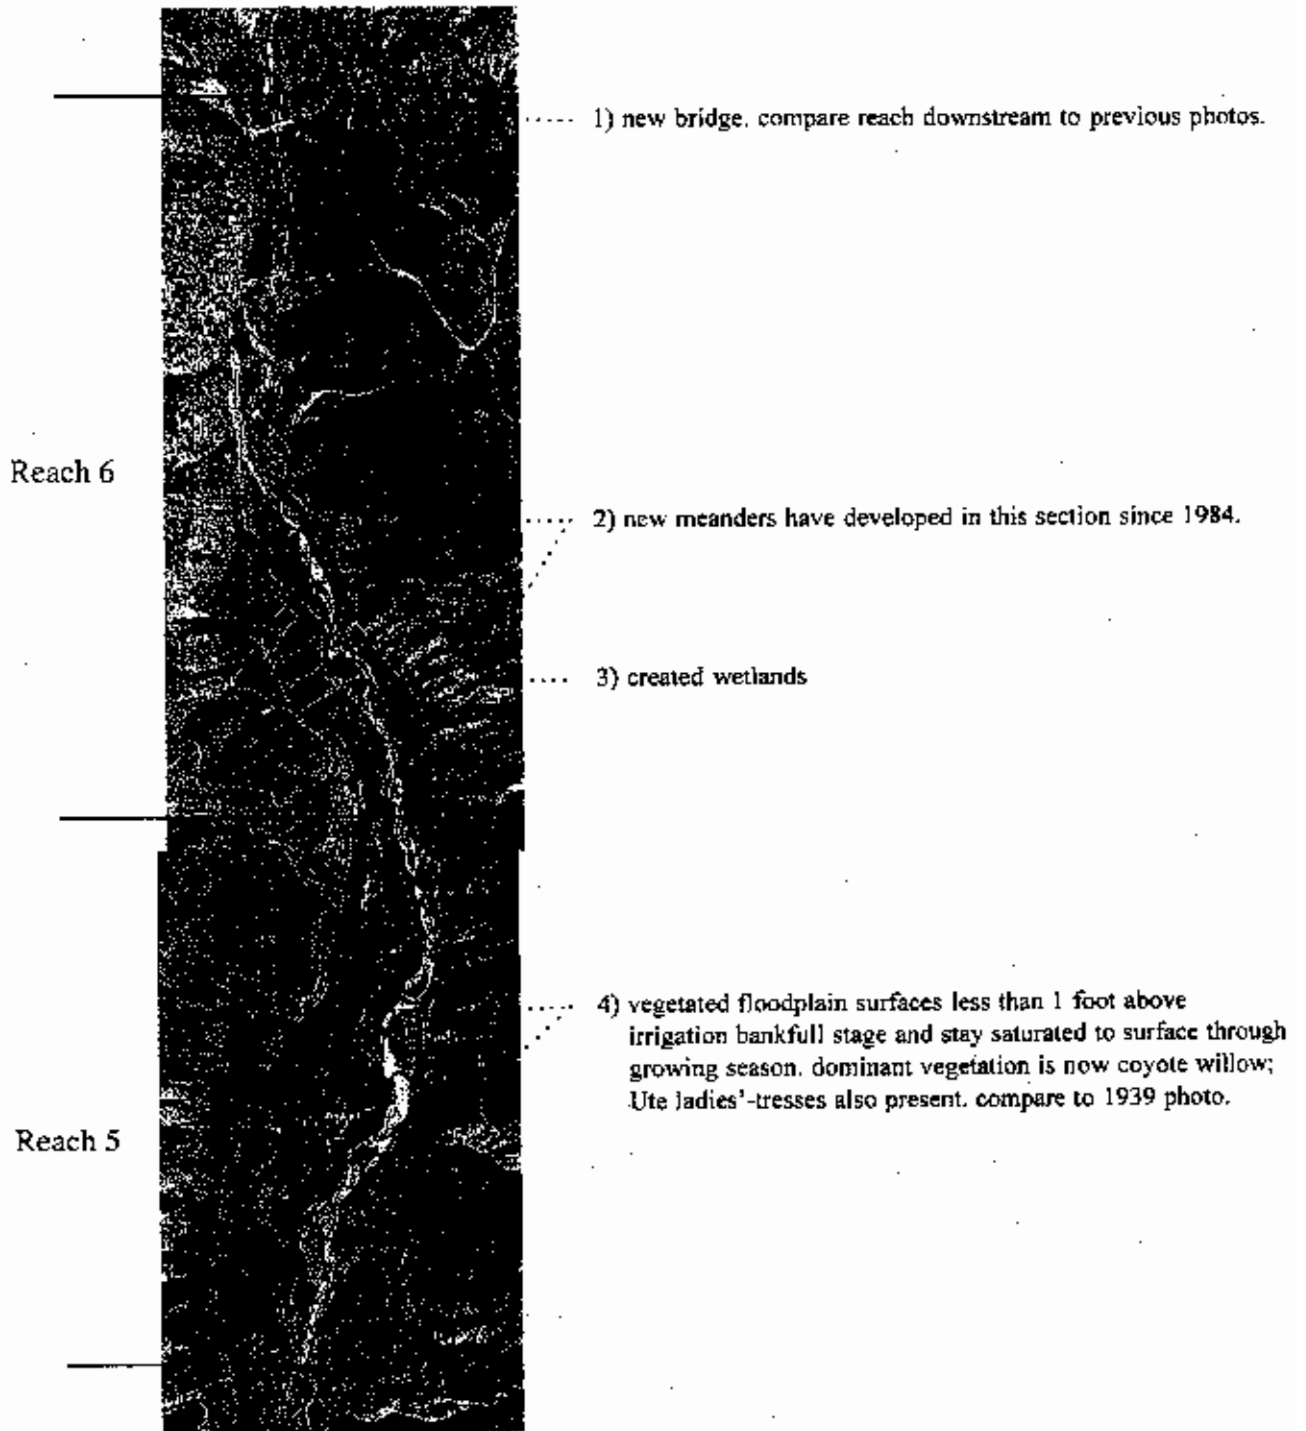 1) new bridge. compare reach downstream to previous photos.
Reach 6
2) new meanders have developed in this section since 1984.
3) created wetlands
4) vegetated floodplain surfaces less than 1 foot above
irrigation bankfull stage and stay saturated to surface through
growing season. dominant vegetation is now coyote willow;
Ute ladies'-tresses also present. compare to 1939 photo.
Reach 5